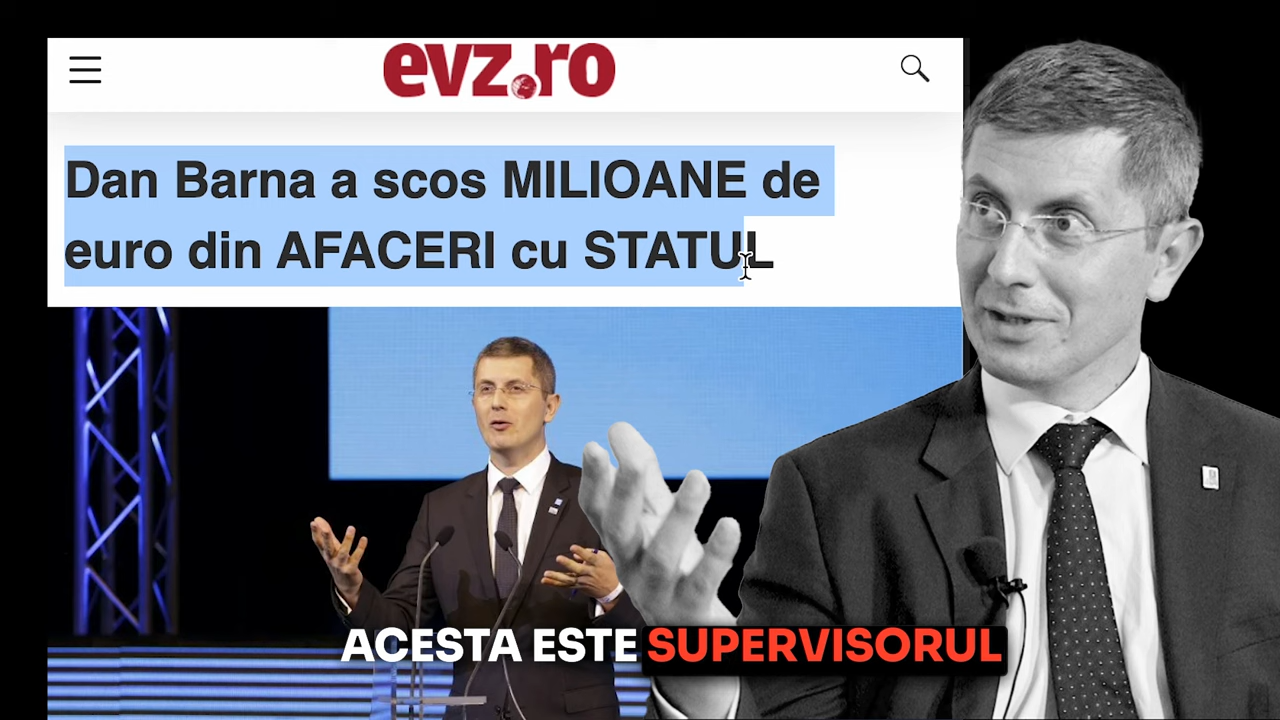 evz.ro
Dan Barna a scos MILIOANE de
euro din AFACERI cu STATUL
ACESTA ESTE SUPERVISORUL